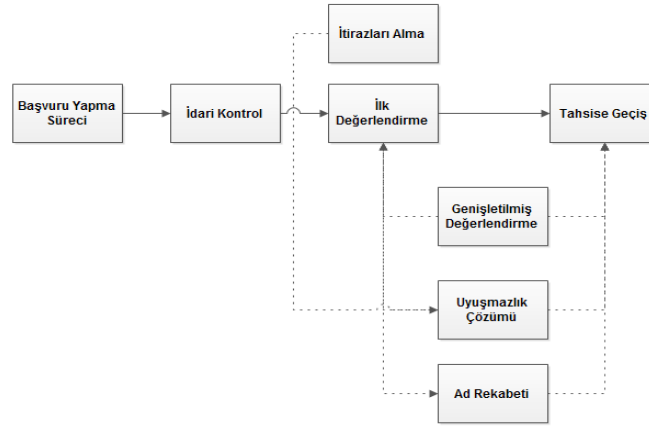 İtirazları Alma
Başvuru Yapma
Süreci
İdari Kontrol
İlk
Değerlendirme
Tahsise Geçiş
Genişletilmiş
Değerlendirme
Uyuşmazlık
Çözümü
Ad Rekabeti